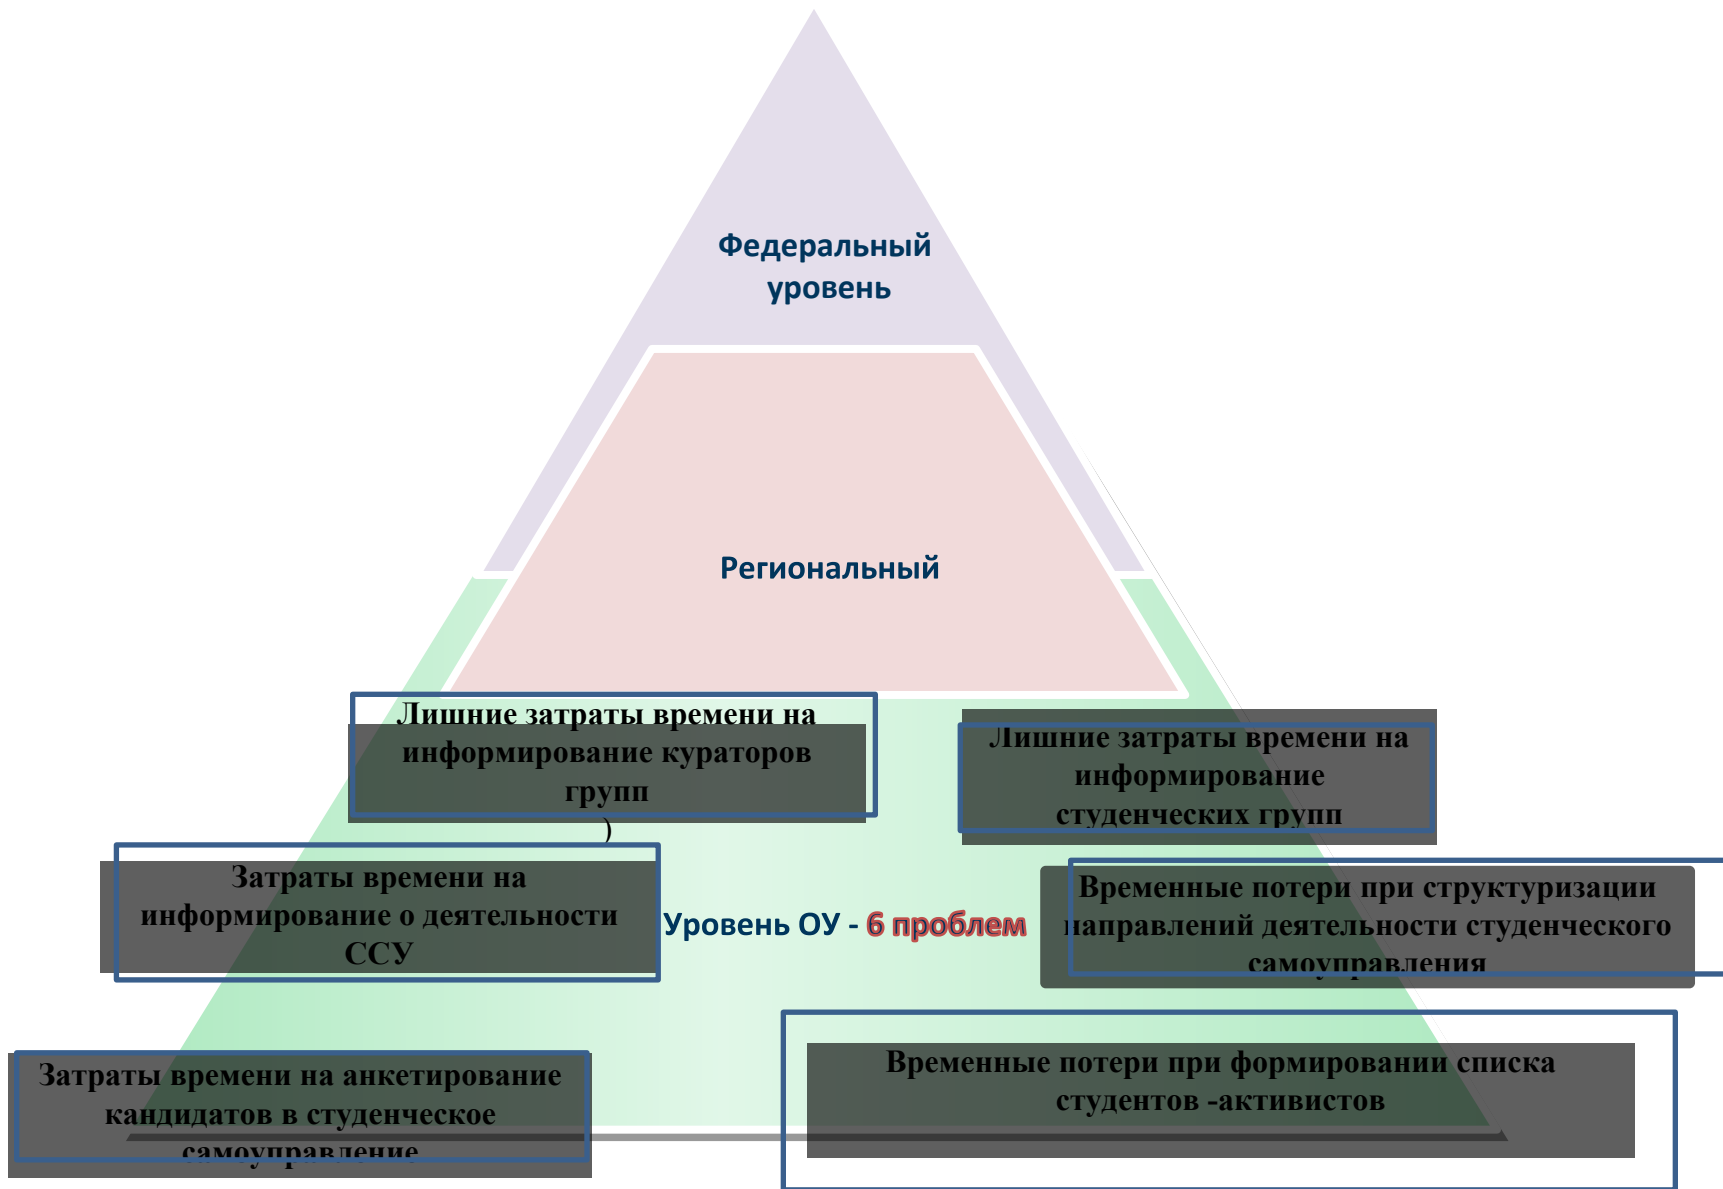 Федеральный
уровень
Региональный
Лишние затраты времени на
информирование кураторов
групп
)
Лишние затраты времени на
информирование
студенческих групп
Затраты времени на
информирование о деятельности
ССУ
Уровень ОУ - 6 проблем
Временные потери при структуризации
направлений деятельности студенческого
самоуправления
Затраты времени на анкетирование
кандидатов в студенческое
самоуправление
Временные потери при формировании списка
студентов -активистов